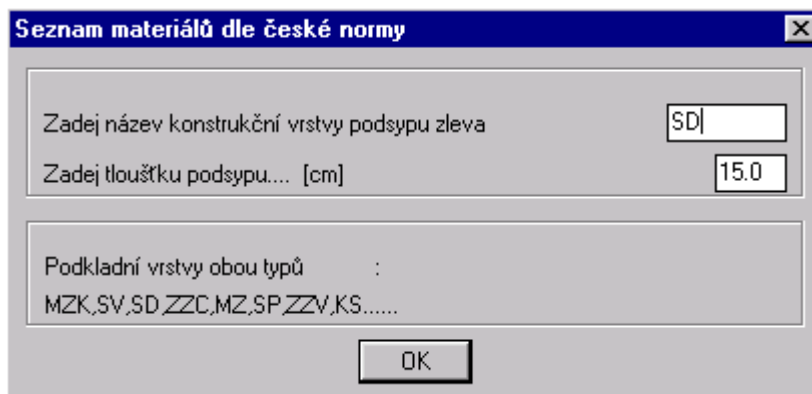 Seznam materiálů dle české normy
Zadej název konstrukční vrstvy podsypu zleva SD
Zadej tloušťku podsypu.... [cm] 15.0
Podkladní vrstvy obou typů :
MZK,SV,SD,ZZC,MZ,SP,ZZV,KS......
OK